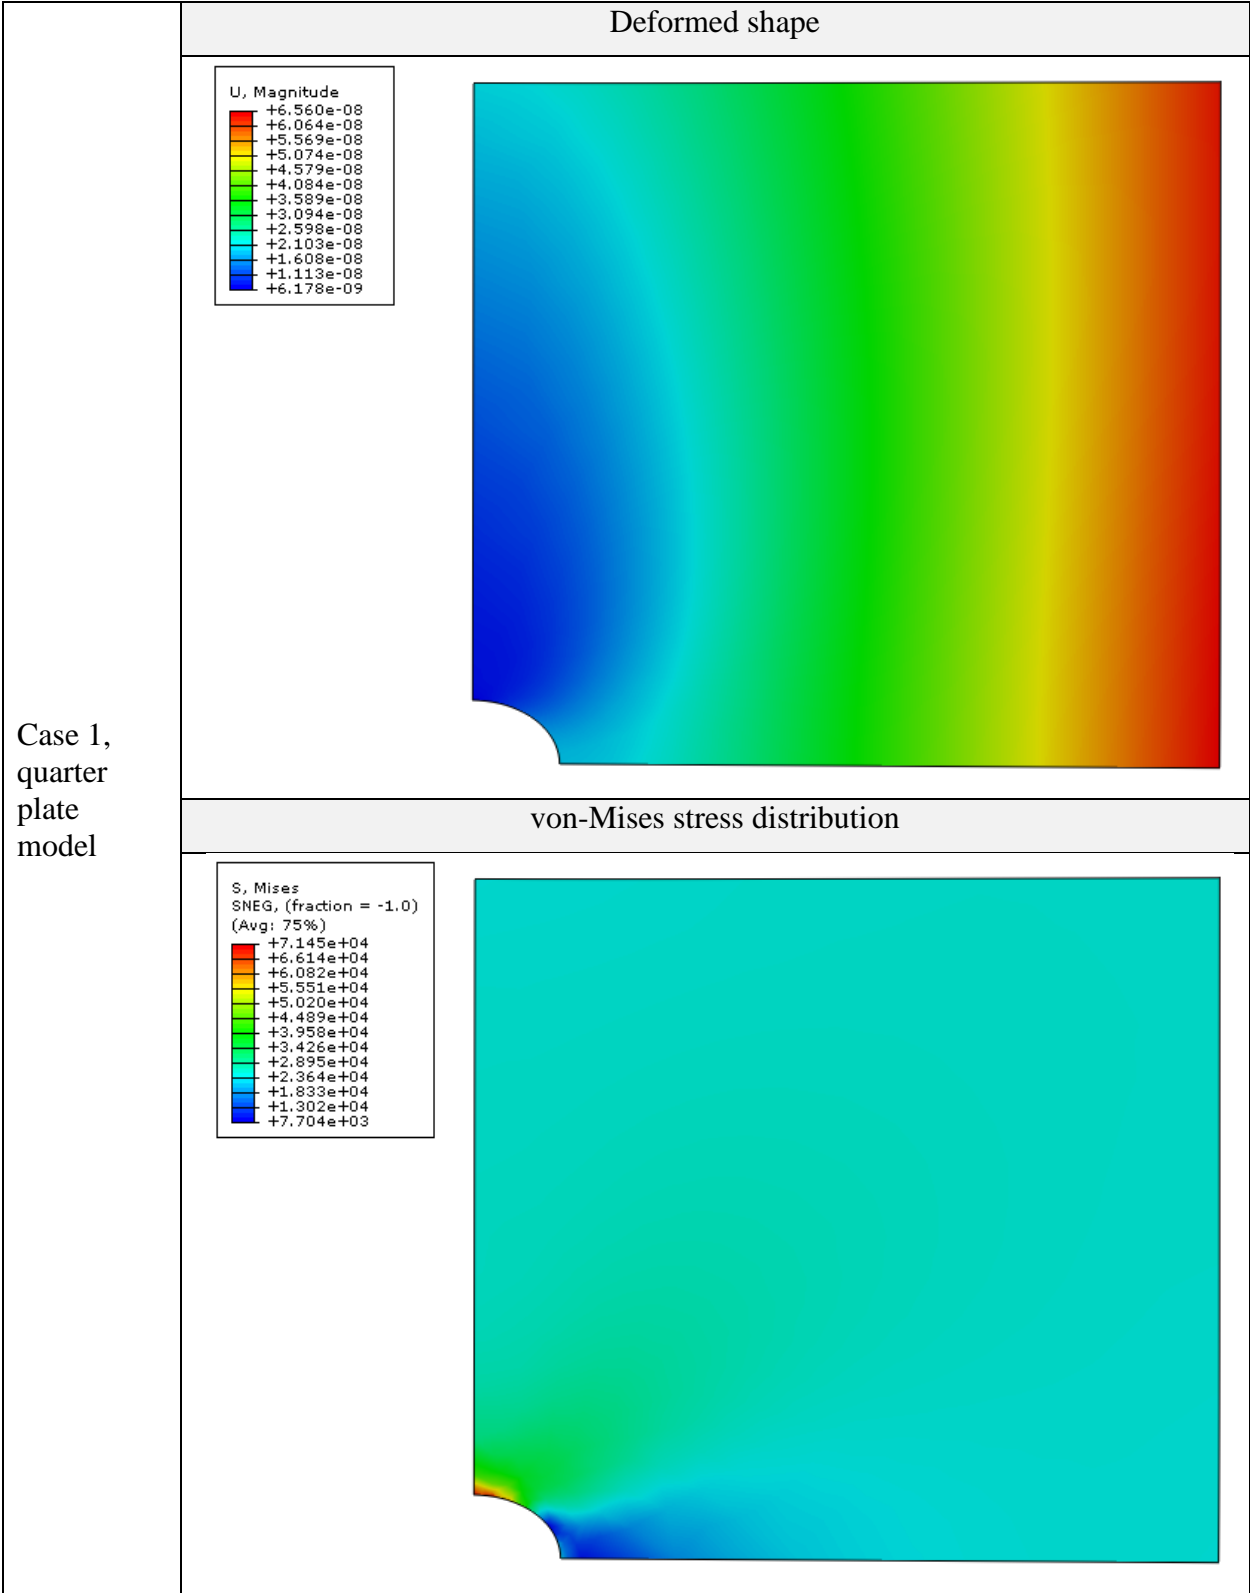 Deformed shape
U, Magnitude
+6.560e-08
+6.064e-08
+5.569e-08
+5.074e-08
+4.579e-08
+4.084e-08
+3.589e-08
+3.094e-08
+2.598e-08
+2.103e-08
+1.608e-08
+1.113e-08
+6.178e-09
Case 1,
quarter
plate
model
von-Mises stress distribution
S, Mises
SNEG, (fraction = -1.0)
(Avg: 75%)
+7.145e+04
+6.614e+04
+6.082e+04
+5.551e+04
+5.020e+04
+4.489e+04
+3.958e+04
+3.426e+04
+2.895e+04
+2.364e+04
+1.833e+04
+1.302e+04
+7.704e+03